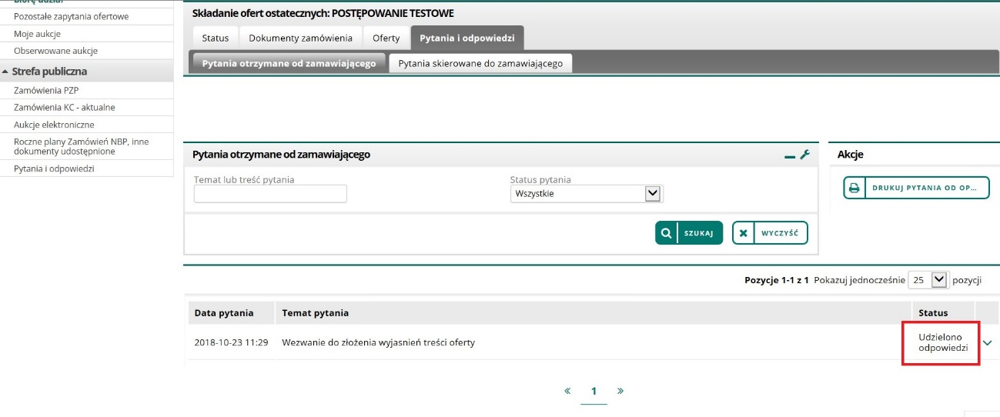 biorę udział
Pozostałe zapytania ofertowe
Moje aukcje
Obserwowane aukcje
Strefa publiczna
Zamówienia PZP
Zamówienia KC - aktualne
Aukcje elektroniczne
Roczne plany Zamówień NBP, inne
dokumenty udostępnione
Pytania i odpowiedzi
Składanie ofert ostatecznych: POSTĘPOWANIE TESTOWE
Status Dokumenty zamówienia Oferty Pytania i odpowiedzi
Pytania otrzymane od zamawiającego Pytania skierowane do zamawiającego
Pytania otrzymane od zamawiającego
Temat lub treść pytania Status pytania
Wszystkie
SZUKAJ WYCZYŚĆ
Akcje
DRUKUJ PYTANIA OD OP...
Pozycje 1-1 z 1 Pokazuj jednocześnie 25 pozycji
Data pytania Temat pytania Status
2018-10-23 11:29 Wezwanie do złożenia wyjasnień treści oferty Udzielono
odpowiedzi
« 1 »